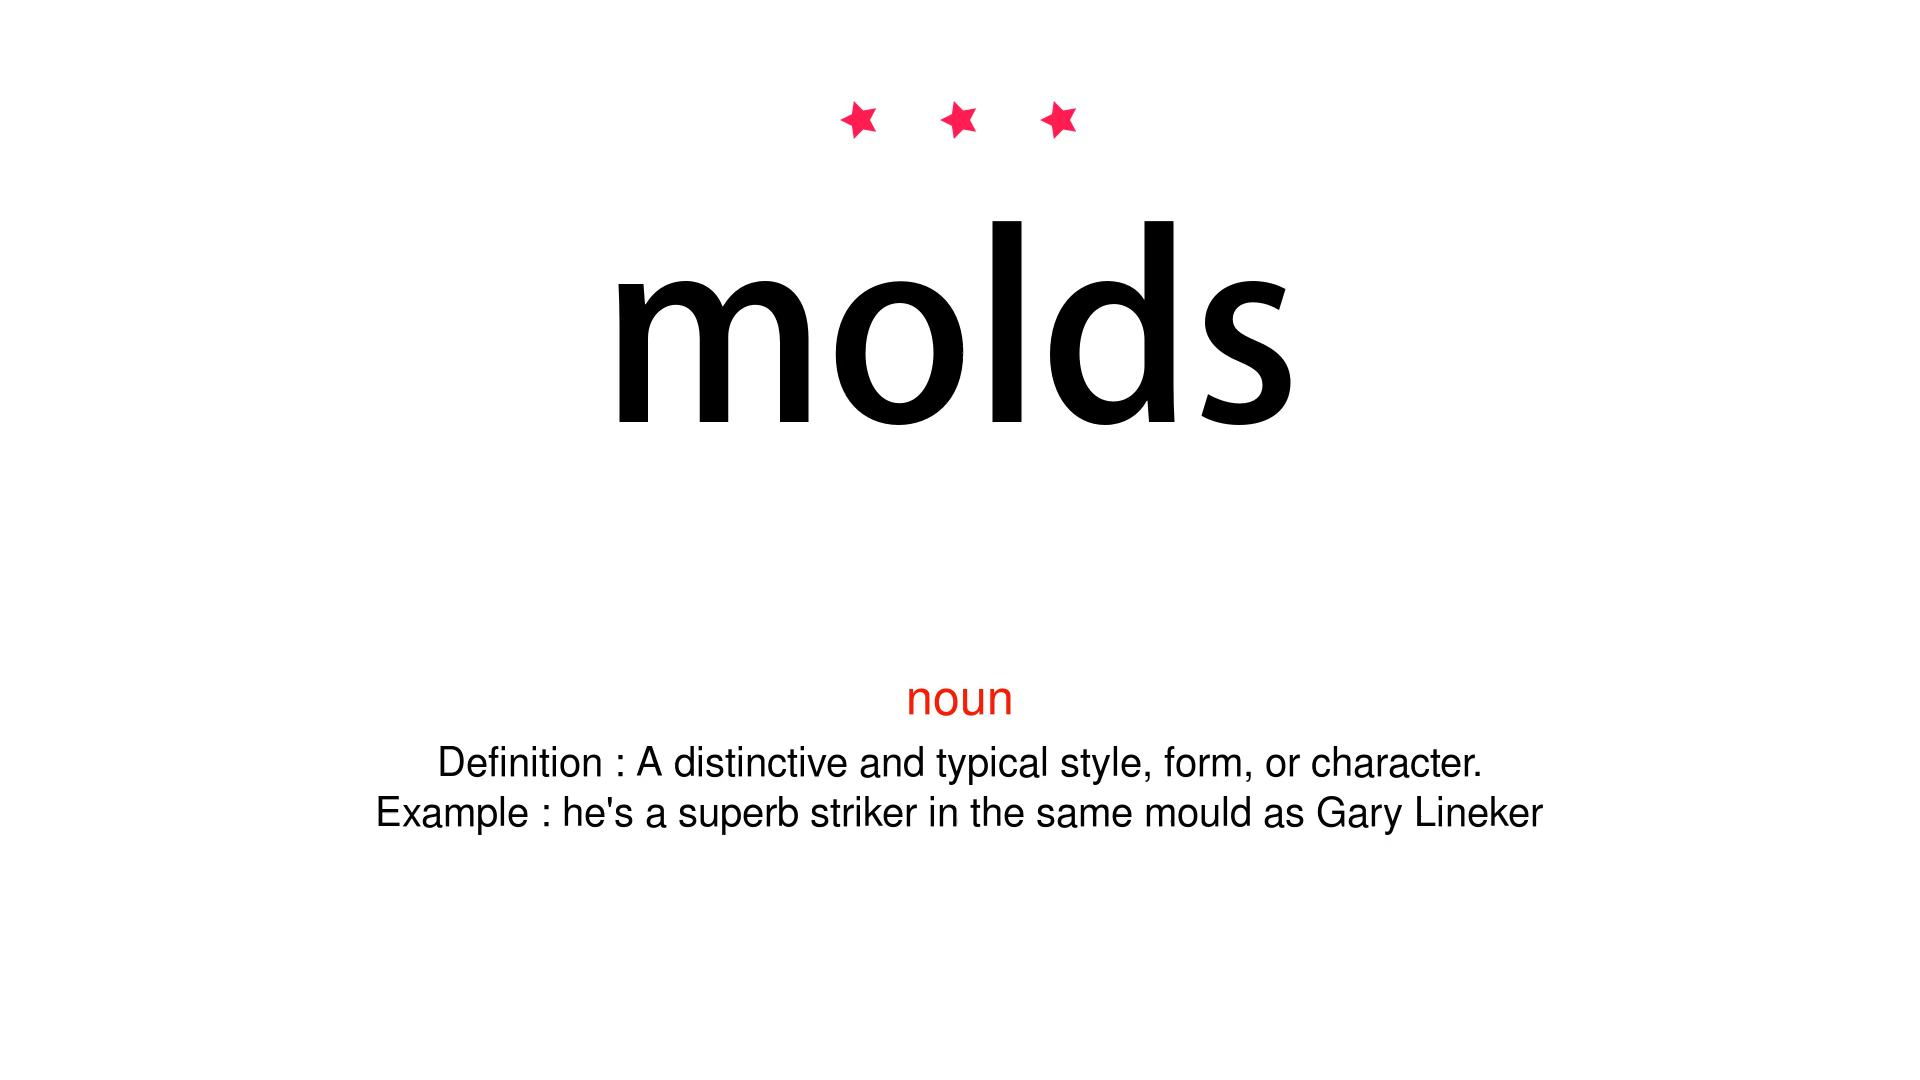 molds
noun
Definition : A distinctive and typical style, form, or character.
Example : he's a superb striker in the same mould as Gary Lineker